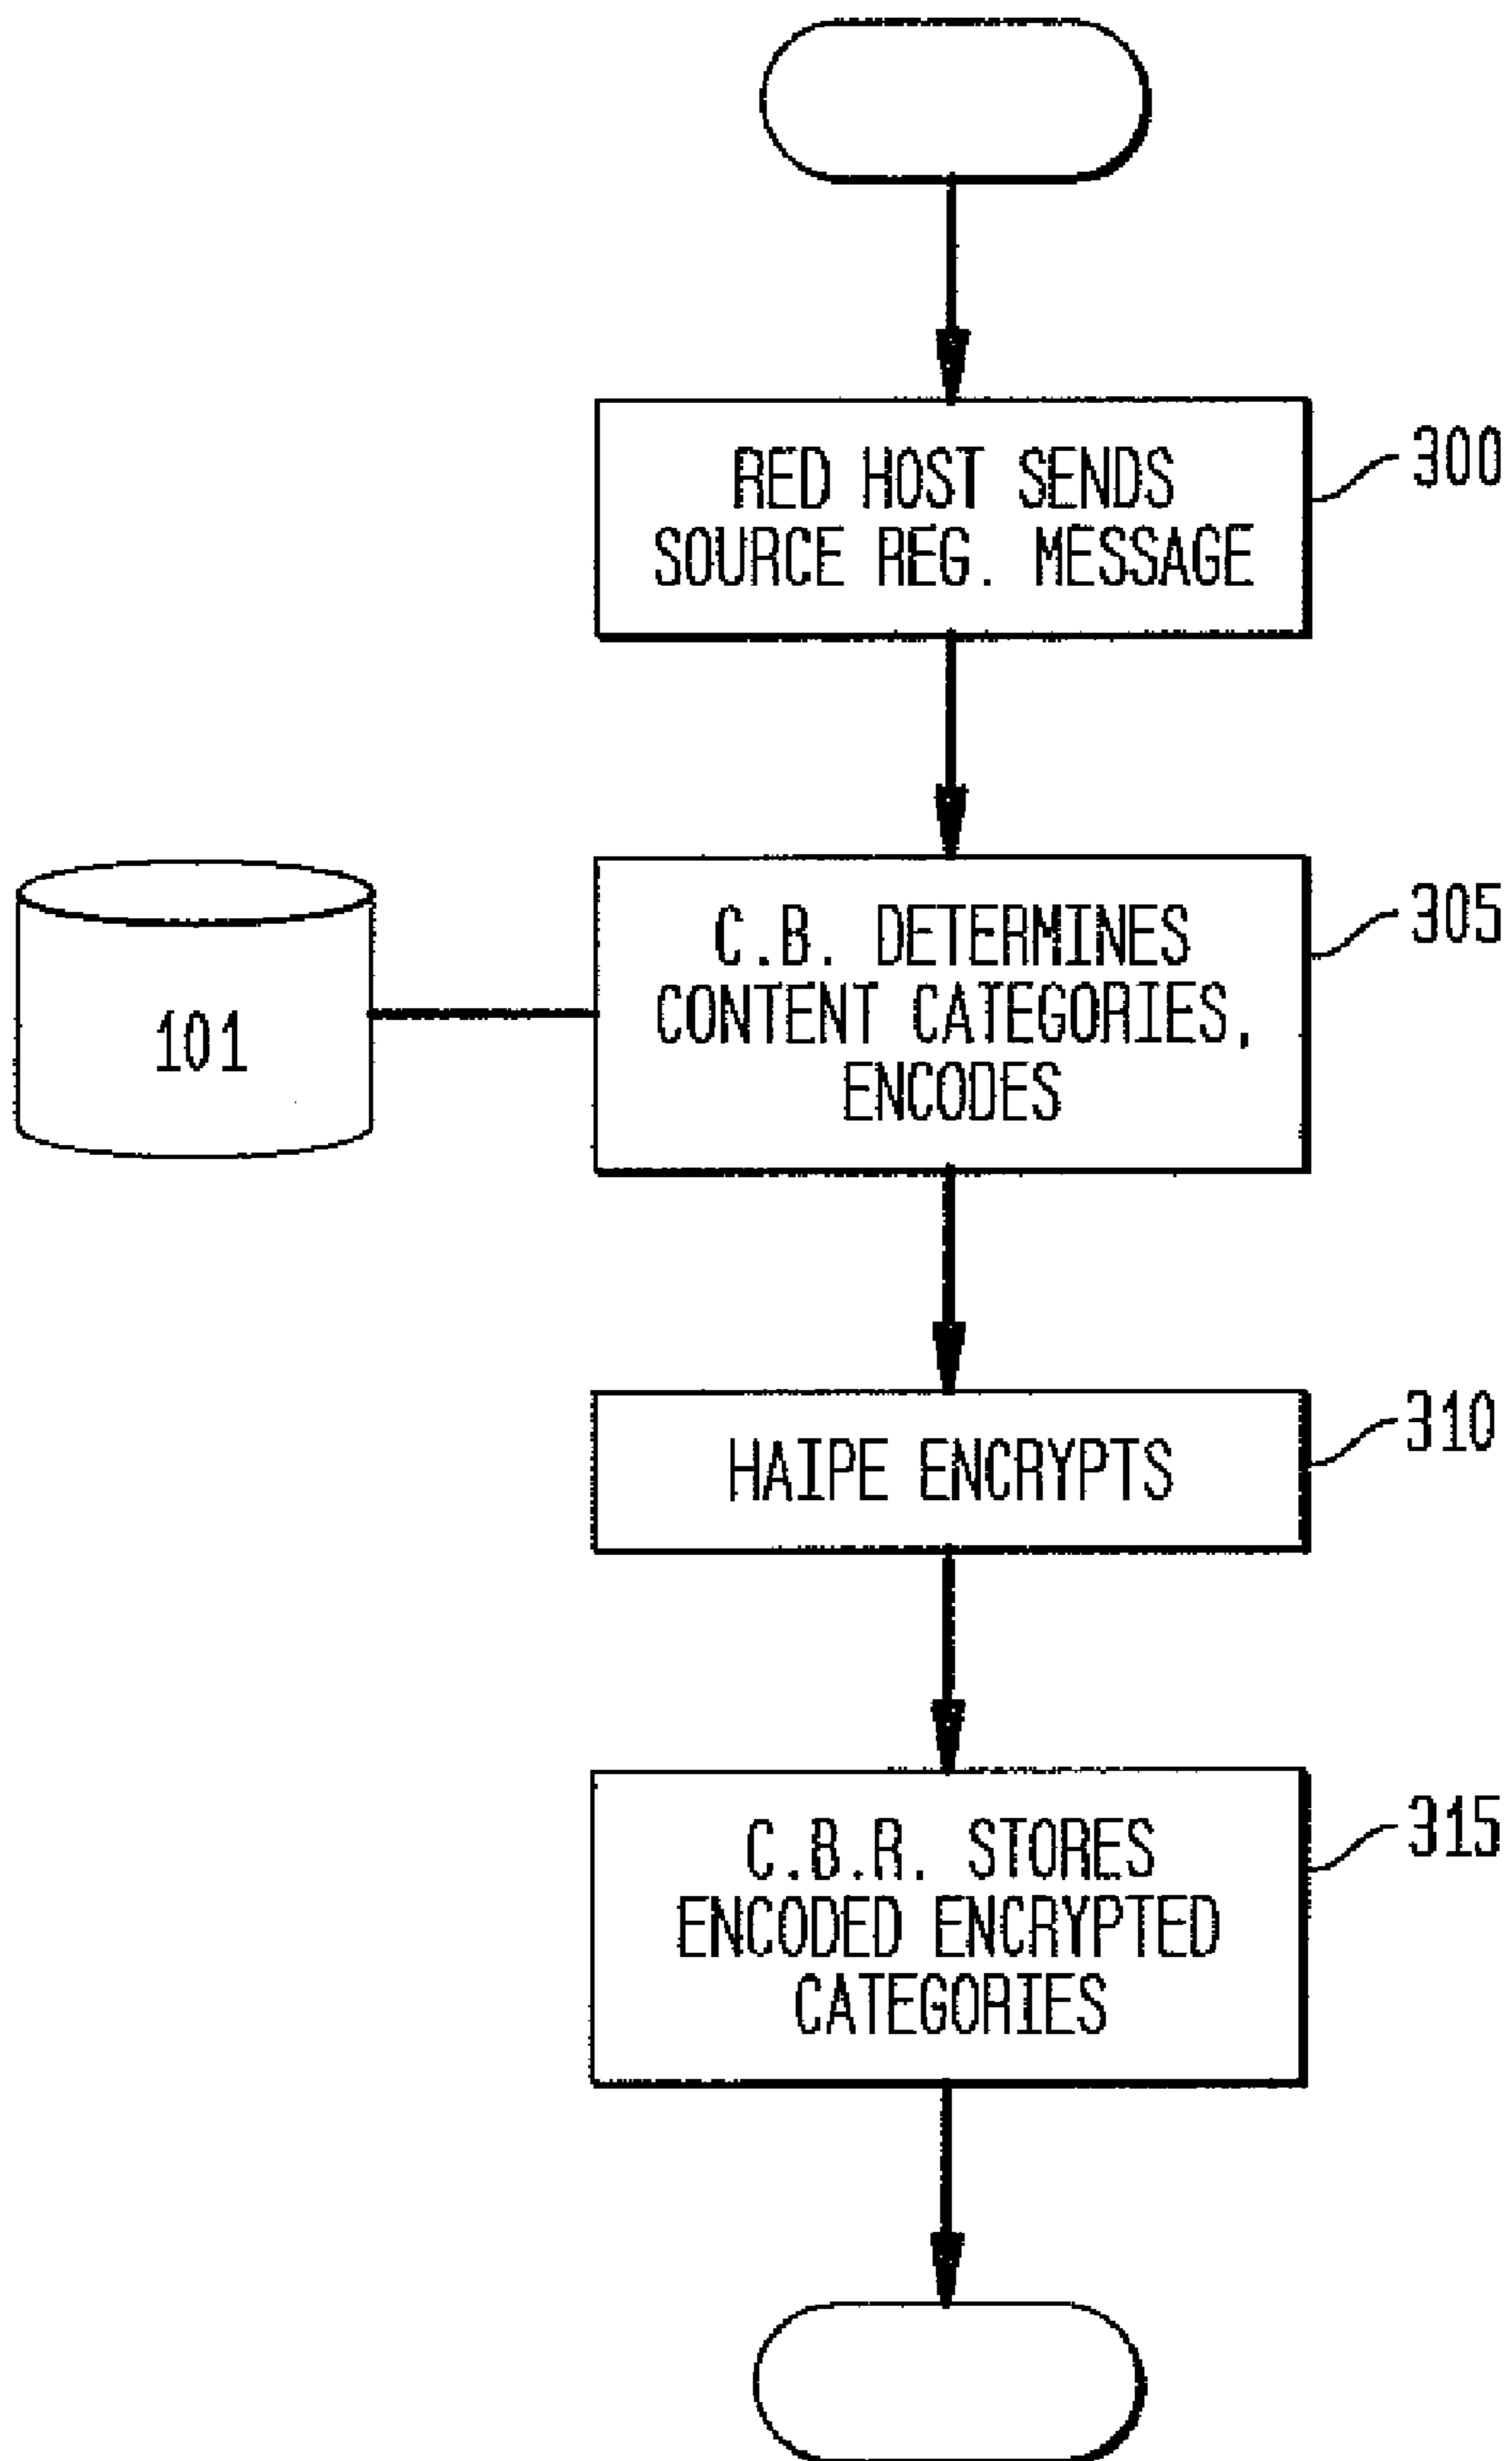 RED HOST SENDS
SOURCE REG. MESSAGE
300
C.B. DETERMINES
CONTENT CATEGORIES,
ENCODES
305
101
HAIPE ENCRYPTS
310
C.B.R. STORES
ENCODED ENCRYPTED
CATEGORIES
315